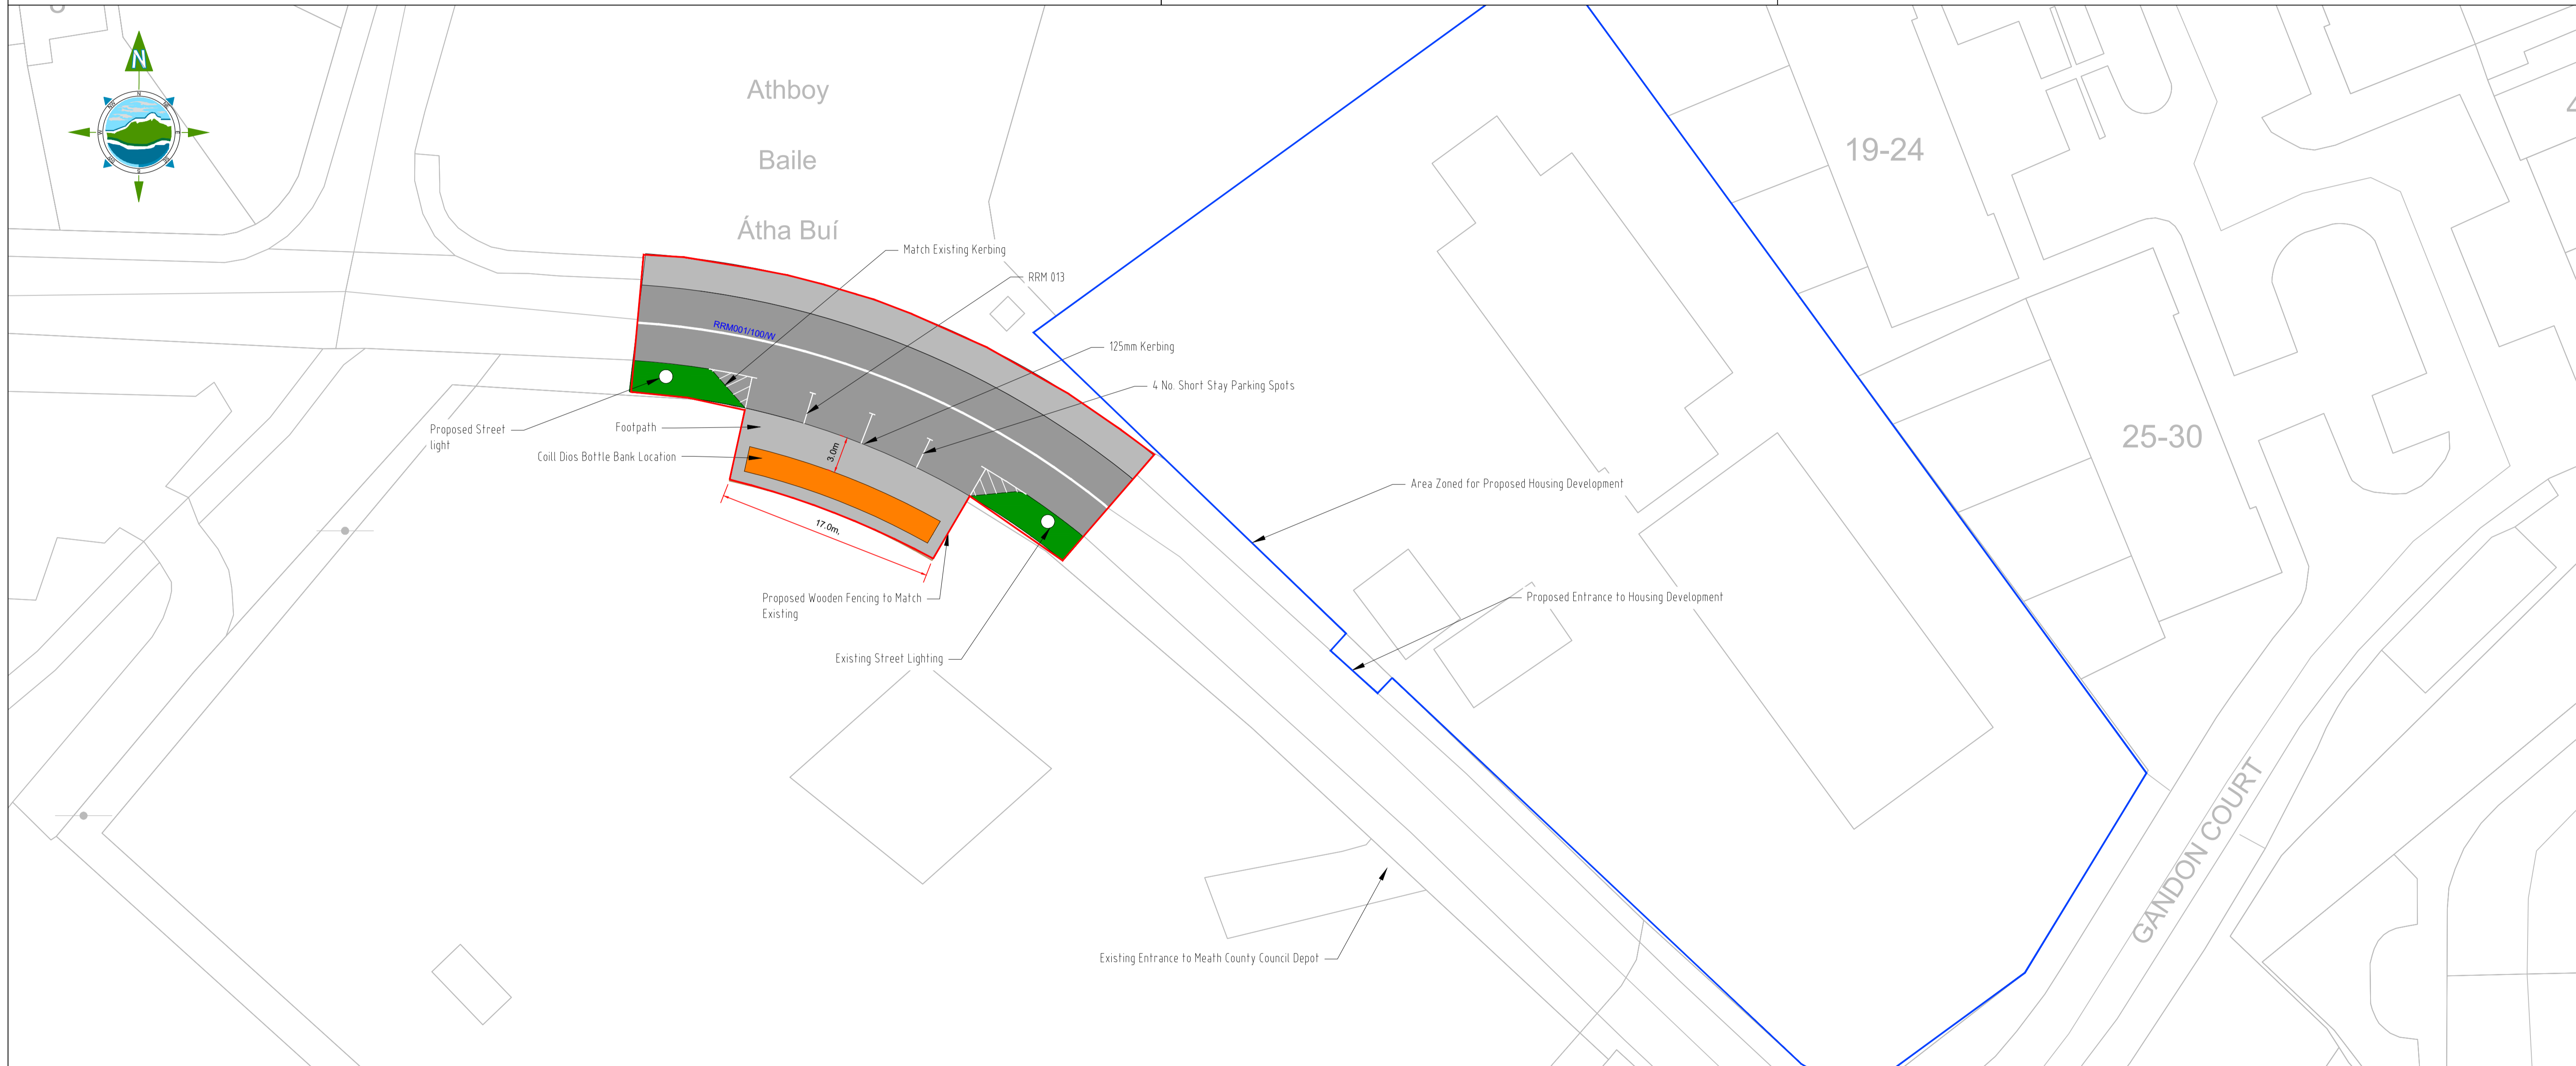 N
Athboy
Baile
Átha Buí
19-24
25-30
Match Existing Kerbing
RRM 013
RRM001/100/W
125mm Kerbing
4 No. Short Stay Parking Spots
Proposed Street
light
Footpath
Coill Dios Bottle Bank Location
3.0m
17.0m,
Area Zoned for Proposed Housing Development
Proposed Wooden Fencing to Match
Existing
Proposed Entrance to Housing Development
Existing Street Lighting
GANDON COURT
Existing Entrance to Meath County Council Depot